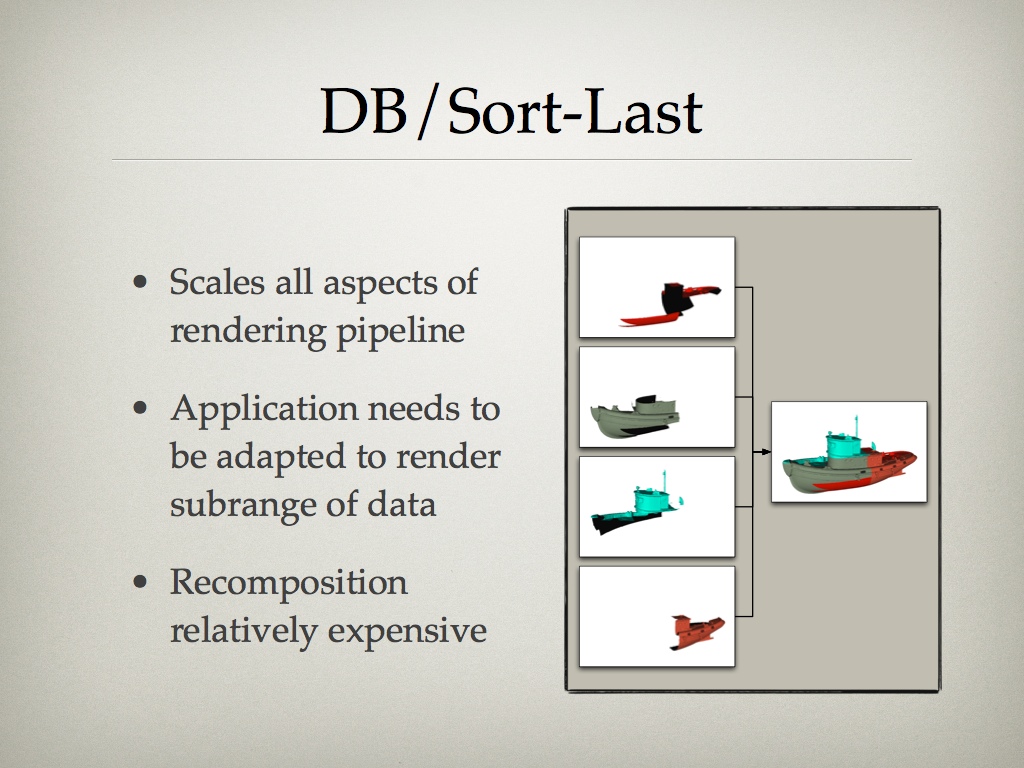 DB/Sort-Last
• Scales all aspects of
rendering pipeline
• Application needs to
be adapted to render
subrange of data
• Recomposition
relatively expensive